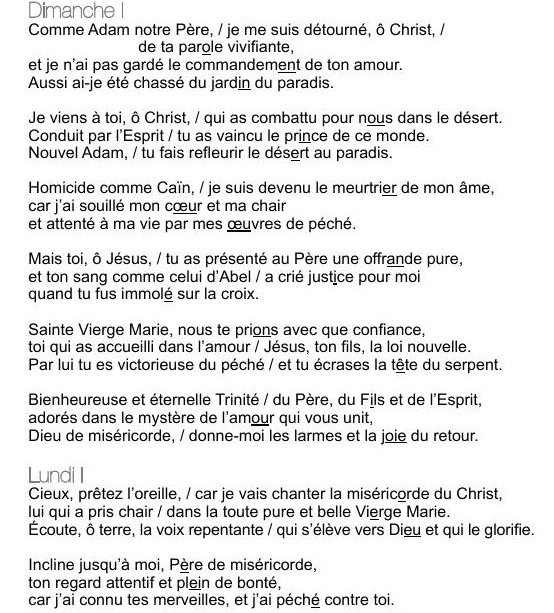 Dimanche I
Comme Adam notre Père, / je me suis détourné, ô Christ, /
de ta parole vivifiante,
et je n'ai pas gardé le commandement de ton amour.
Aussi ai-je été chassé du jardin du paradis.
Je viens à toi, ô Christ, / qui as combattu pour nous dans le désert.
Conduit par l'Esprit / tu as vaincu le prince de ce monde.
Nouvel Adam, / tu fais refleurir le désert au paradis.
Homicide comme Caïn, / je suis devenu le meurtrier de mon âme,
car j'ai souillé mon cœur et ma chair
et attenté à ma vie par mes œuvres de péché.
Mais toi, ô Jésus, / tu as présenté au Père une offrande pure,
et ton sang comme celui d'Abel / a crié justice pour moi
quand tu fus immolé sur la croix.
Sainte Vierge Marie, nous te prions avec que confiance,
toi qui as accueilli dans l'amour / Jésus, ton fils, la loi nouvelle.
Par lui tu es victorieuse du péché / et tu écrases la tête du serpent.
Bienheureuse et éternelle Trinité / du Père, du Fils et de l'Esprit,
adorés dans le mystère de l'amour qui vous unit,
Dieu de miséricorde, / donne-moi les larmes et la joie du retour.
Lundi I
Cieux, prêtez l'oreille, / car je vais chanter la miséricorde du Christ,
lui qui a pris chair / dans la toute pure et belle Vierge Marie.
Écoute, ô terre, la voix repentante / qui s'élève vers Dieu et qui le glorifie.
Incline jusqu'à moi, Père de miséricorde,
ton regard attentif et plein de bonté,
car j'ai connu tes merveilles, et j'ai péché contre toi.